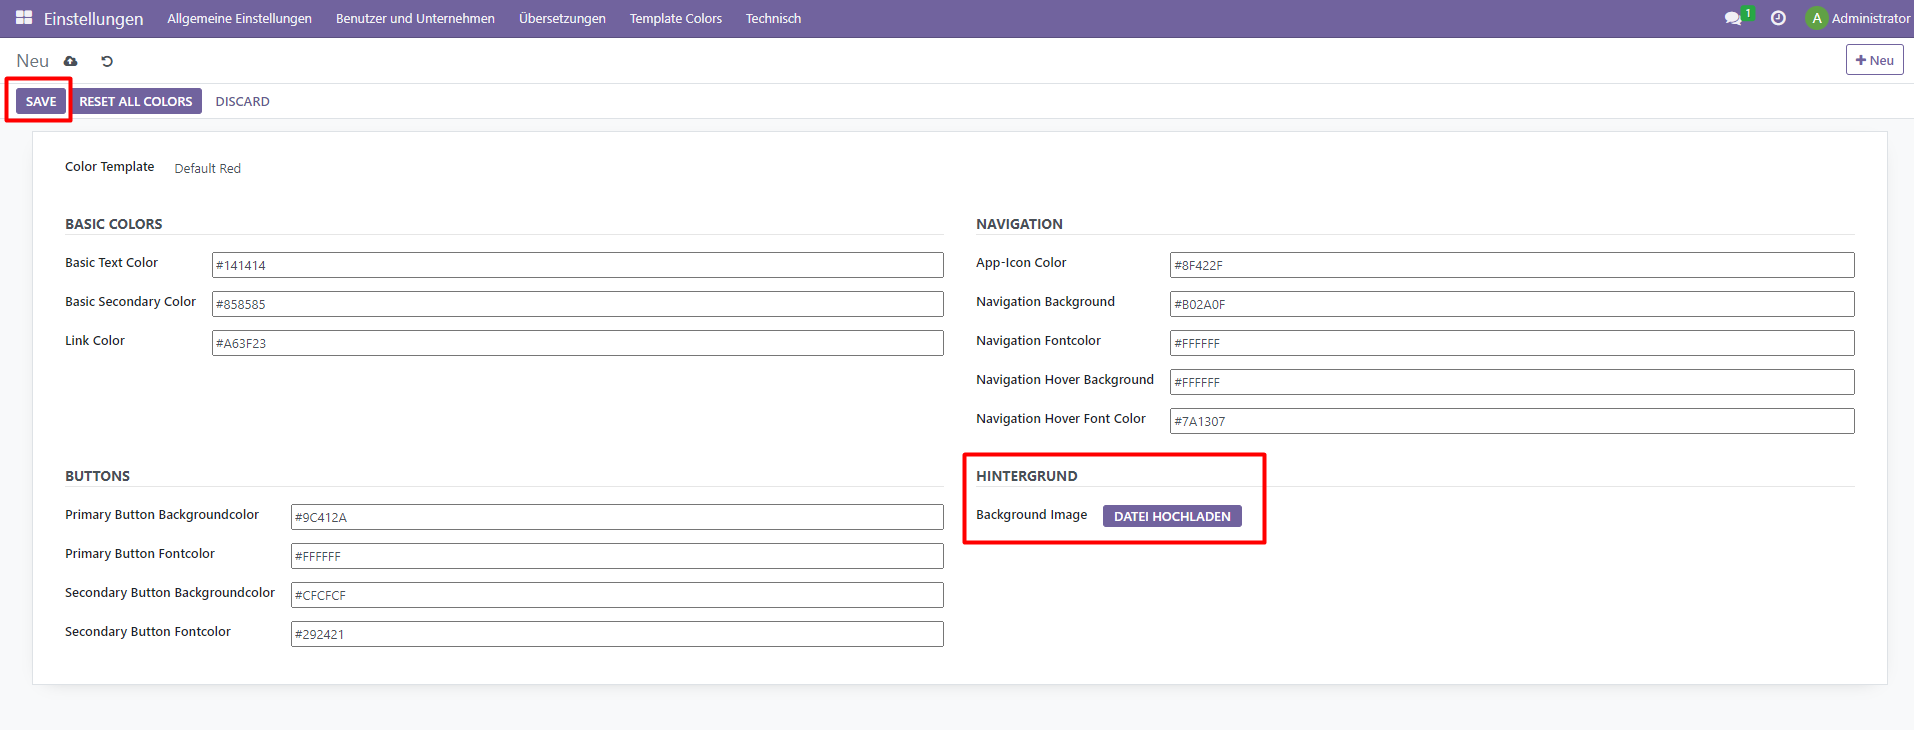 Einstellungen Allgemeine Einstellungen Benutzer und Unternehmen Übersetzungen Template Colors Technisch 1 A Administrator
Neu + Neu
SAVE RESET ALL COLORS DISCARD
Color Template Default Red
BASIC COLORS
Basic Text Color #141414
Basic Secondary Color #858585
Link Color #A63F23
NAVIGATION
App-Icon Color #8F422F
Navigation Background #B02A0F
Navigation Fontcolor #FFFFFF
Navigation Hover Background #FFFFFF
Navigation Hover Font Color #7A1307
BUTTONS
Primary Button Backgroundcolor #9C412A
Primary Button Fontcolor #FFFFFF
Secondary Button Backgroundcolor #CFCFCF
Secondary Button Fontcolor #292421
HINTERGRUND
Background Image DATEI HOCHLADEN